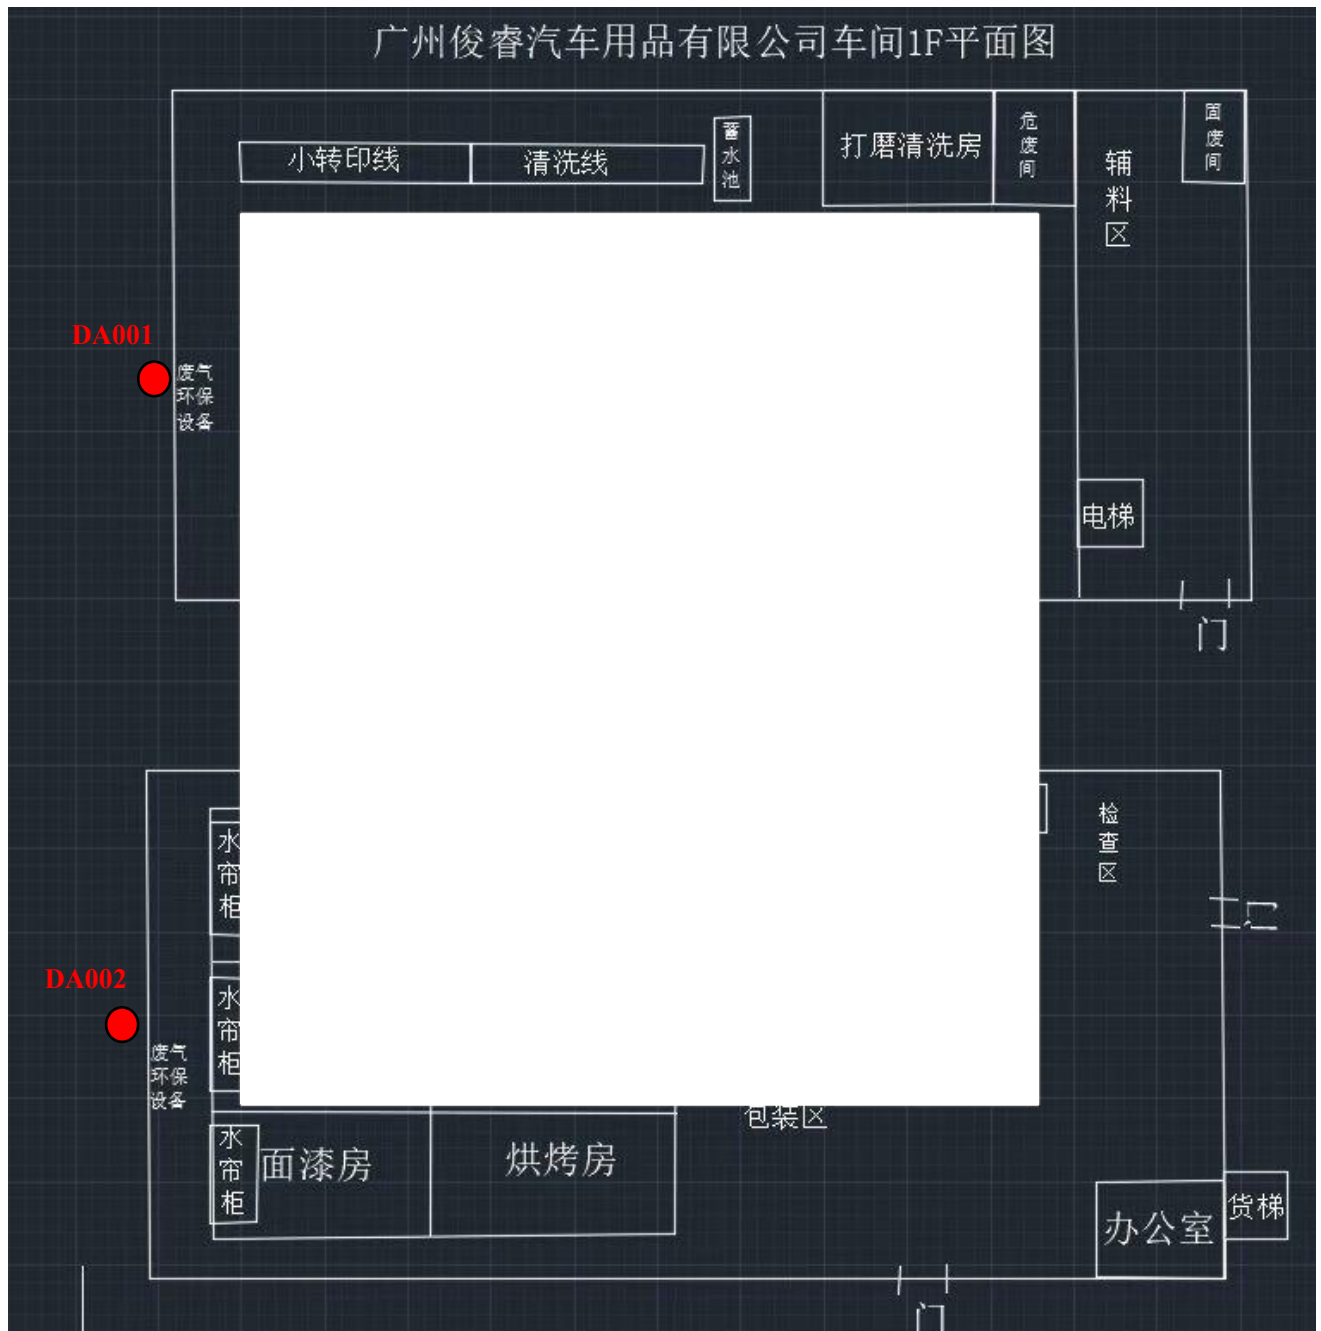 广州俊睿汽车用品有限公司车间1F平面图
小转印线
清洗线
蓄水池
打磨清洗房
危废间
辅料区
固废间
DA001
废气
环保
设备
电梯
门
水帘柜
检查区
门
DA002
水帘柜
废气
环保
设备
包装区
水帘柜
面漆房
烘烤房
办公室
货梯
门